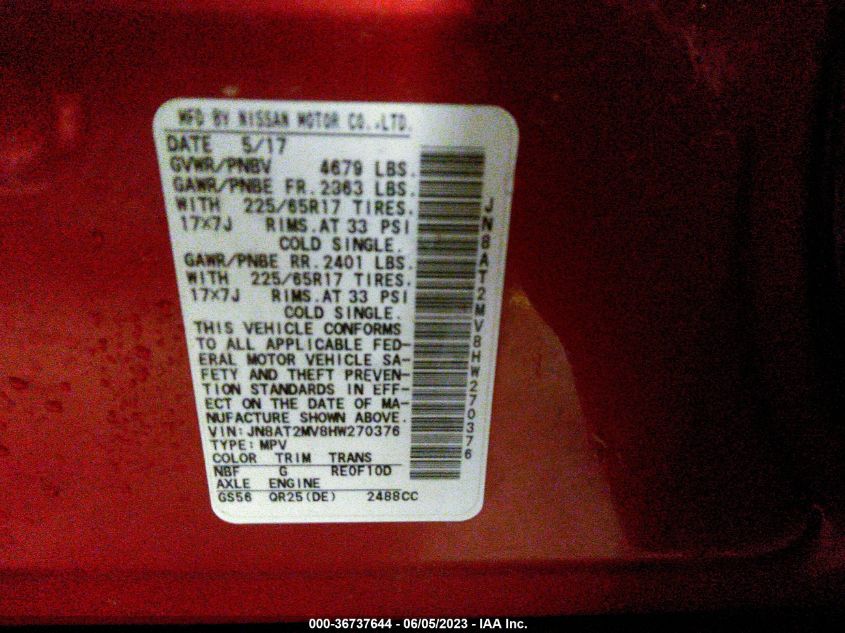 MFD BY NISSAN MOTOR CO.,LTD.
DATE 5/17
GVWR/PNBV 4679 LBS.
GAWR/PNBE FR. 2363 LBS.
WITH 225/65R17 TIRES.
17X7J RIMS. AT 33 PSI
COLD SINGLE.
GAWR/PNBE RR. 2401 LBS.
WITH 225/65R17 TIRES.
17X7J RIMS. AT 33 PSI
COLD SINGLE.
THIS VEHICLE CONFORMS
TO ALL APPLICABLE FED-
ERAL MOTOR VEHICLE SA-
FETY AND THEFT PREVEN-
TION STANDARDS IN EFF-
ECT ON THE DATE OF MA-
NUFACTURE SHOWN ABOVE.
VIN: JN8AT2MV8HW270376
TYPE: MPV
COLOR TRIM TRANS
NBF G RE0F10D
AXLE ENGINE
GS56 QR25(DE) 2488CC
JN8AT2MV8HW270376
000-36737644 - 06/05/2023 - IAA Inc.